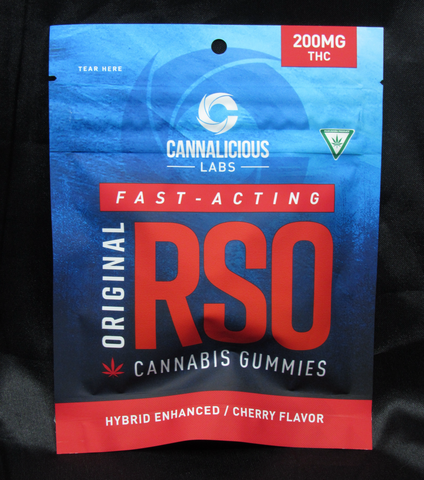 200MG
THC
TEAR HERE
CANNALICIOUS
LABS
FAST-ACTING
ORIGINAL
RSO
CANNABIS GUMMIES
HYBRID ENHANCED / CHERRY FLAVOR